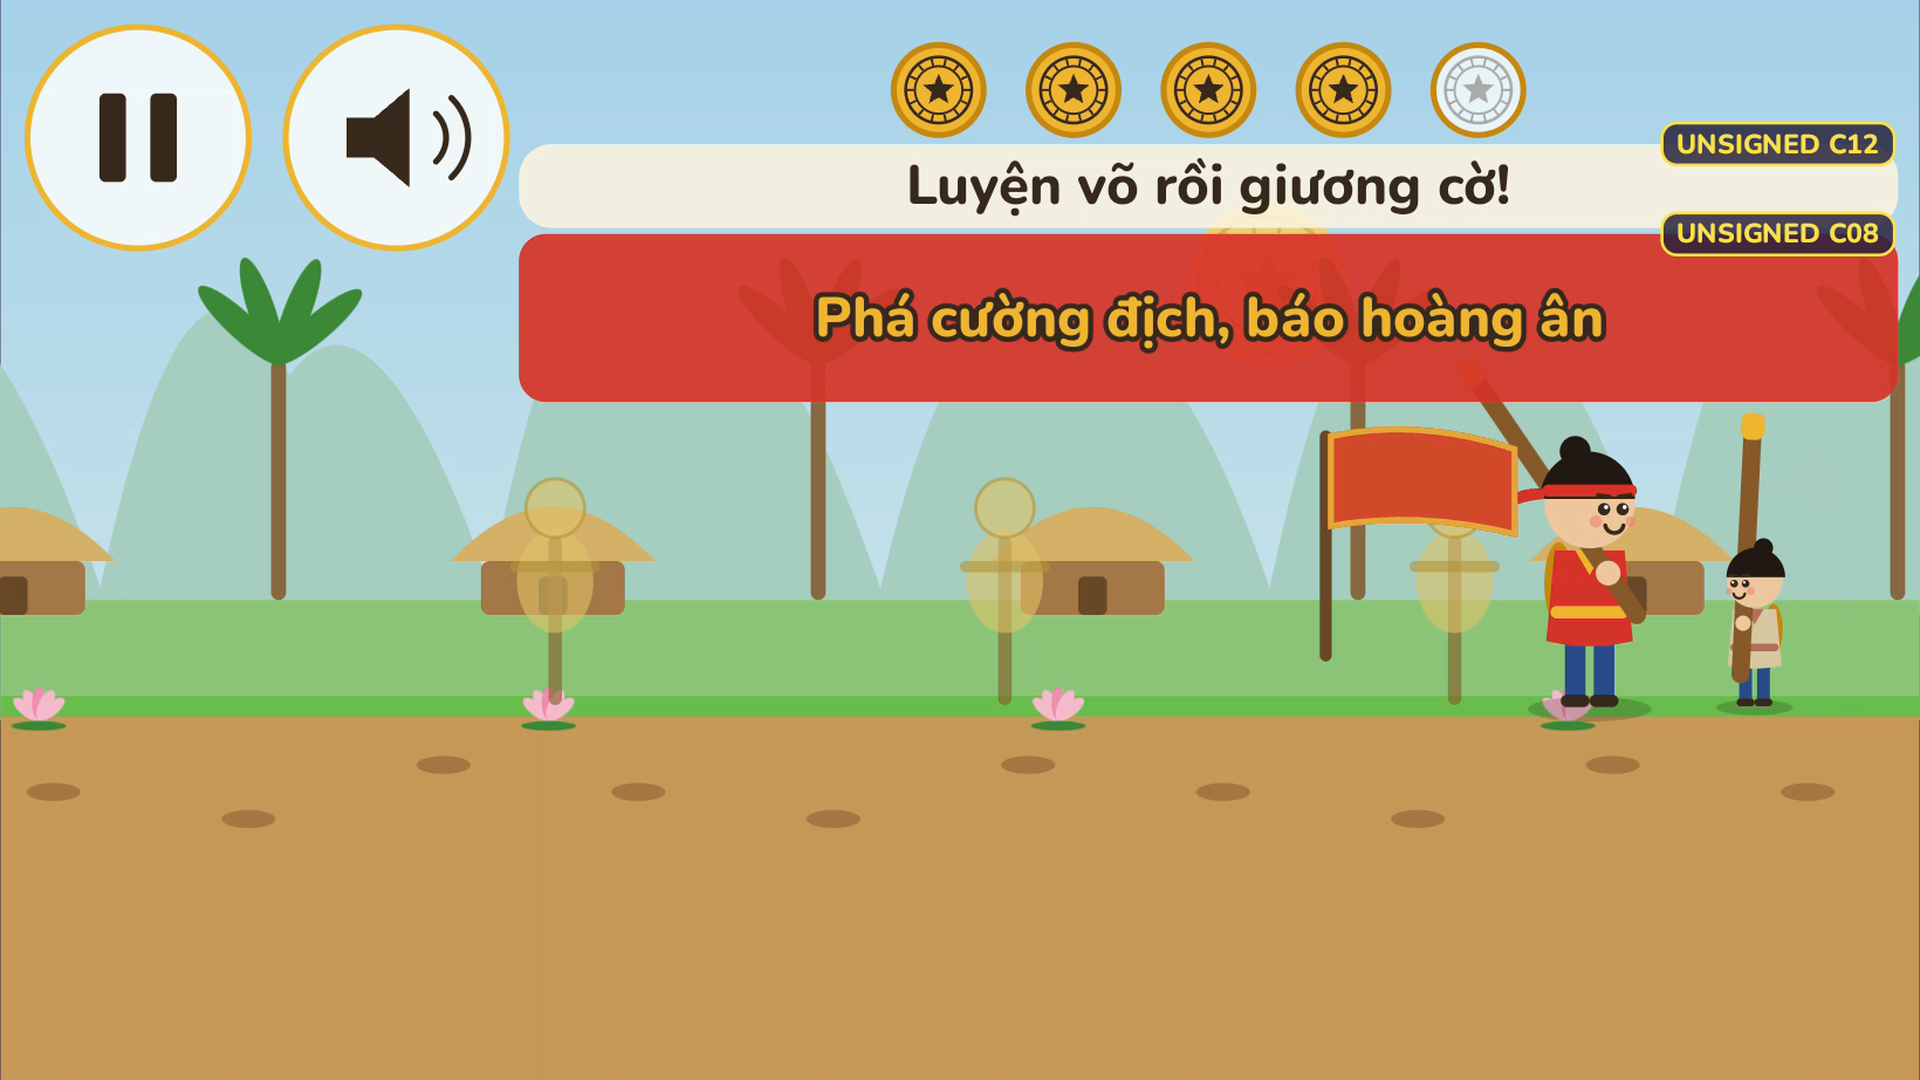 UNSIGNED C12
Luyện võ rồi giương cờ!
UNSIGNED C08
Phá cường địch, báo hoàng ân